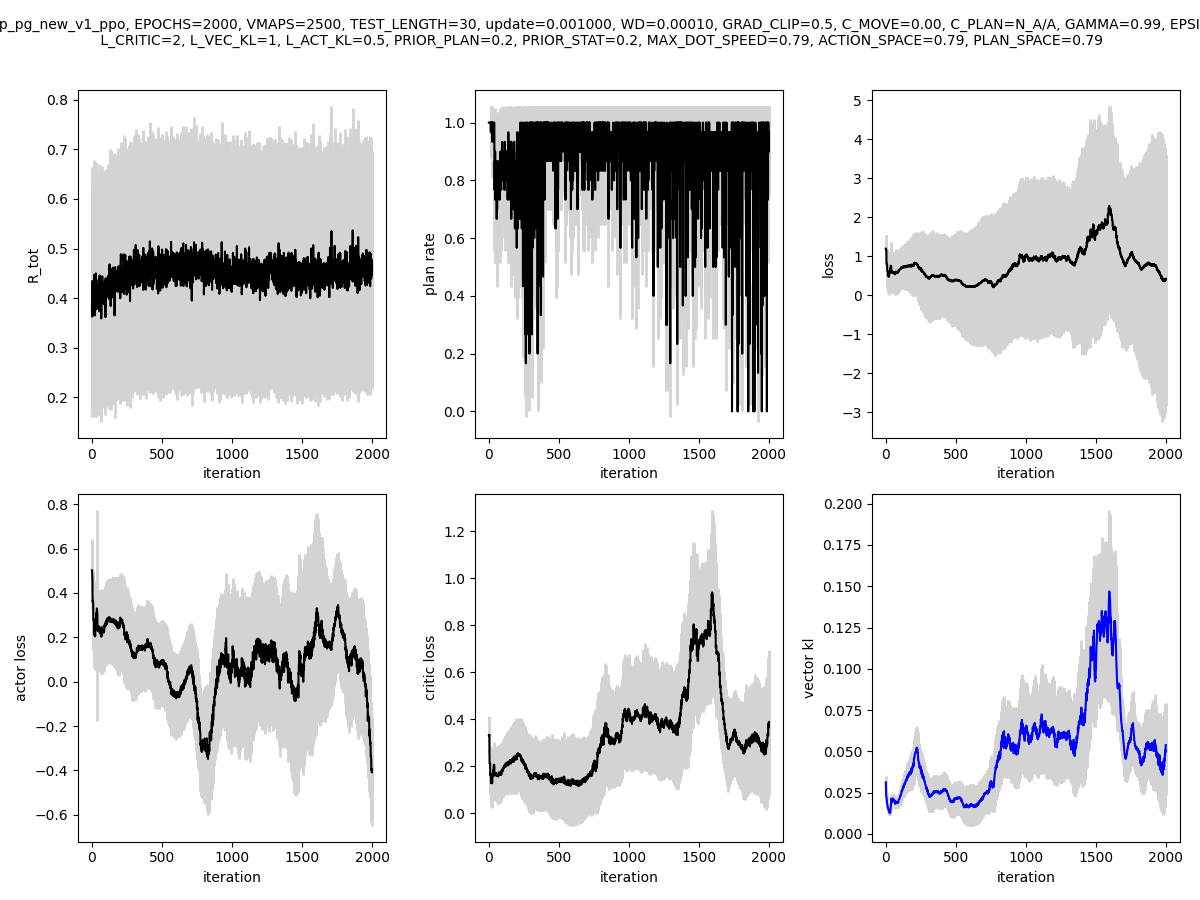 p_pg_new_v1_ppo, EPOCHS=2000, VMAPS=2500, TEST_LENGTH=30, update=0.001000, WD=0.00010, GRAD_CLIP=0.5, C_MOVE=0.00, C_PLAN=N_A/A, GAMMA=0.99, EPSI
L_CRITIC=2, L_VEC_KL=1, L_ACT_KL=0.5, PRIOR_PLAN=0.2, PRIOR_STAT=0.2, MAX_DOT_SPEED=0.79, ACTION_SPACE=0.79, PLAN_SPACE=0.79
R_tot
0.8
0.7
0.6
0.5
0.4
0.3
0.2
0 500 1000 1500 2000
iteration
plan rate
1.0
0.8
0.6
0.4
0.2
0.0
0 500 1000 1500 2000
iteration
loss
5
4
3
2
1
0
−1
−2
−3
0 500 1000 1500 2000
iteration
actor loss
0.8
0.6
0.4
0.2
0.0
−0.2
−0.4
−0.6
0 500 1000 1500 2000
iteration
critic loss
1.2
1.0
0.8
0.6
0.4
0.2
0.0
0 500 1000 1500 2000
iteration
vector kl
0.200
0.175
0.150
0.125
0.100
0.075
0.050
0.025
0.000
0 500 1000 1500 2000
iteration